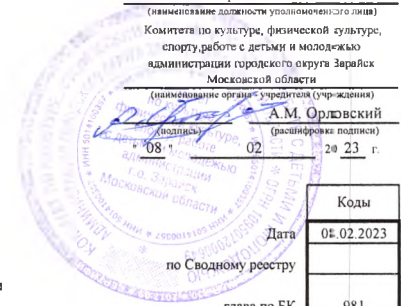 (наименование должности уполномоченного лица)
Комитета по культуре, физической культуре,
спорту,работе с детьми и молодежью
администрации городского округа Зарайск
Московской области
(наименование органа - учредителя (учреждения)
А.М. Орловский
(подпись) (расшифровка подписи)
" 08 " 02 20 23 г.
Коды
Дата 08.02.2023
по Сводному реестру
глава по БК 981